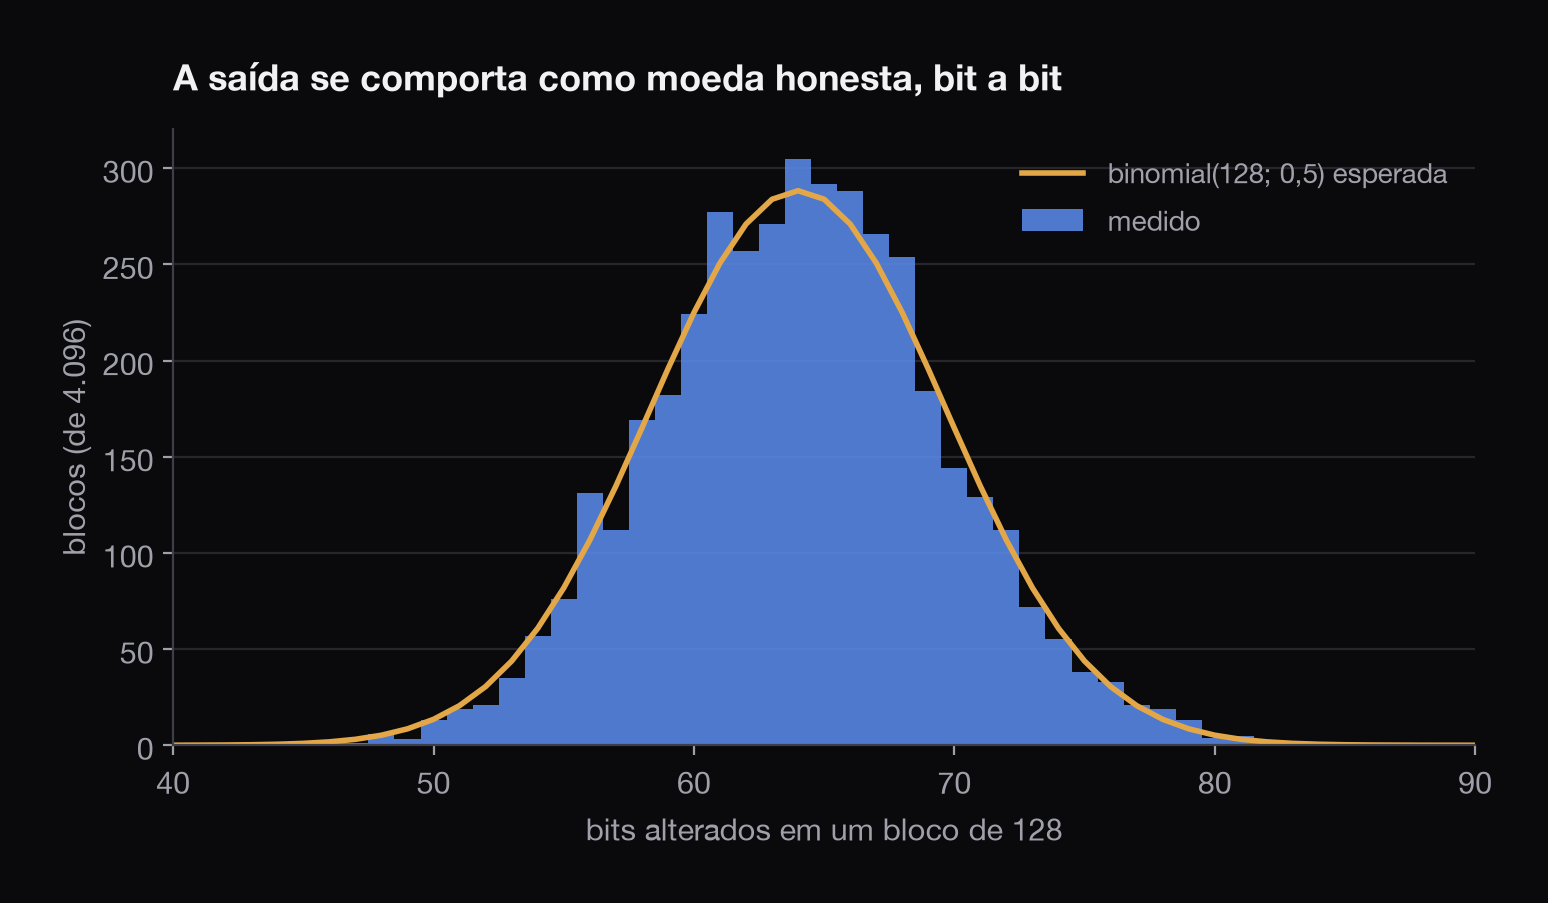 A saída se comporta como moeda honesta, bit a bit
binomial(128; 0,5) esperada
medido
blocos (de 4.096)
300
250
200
150
100
50
0
40 50 60 70 80 90
bits alterados em um bloco de 128